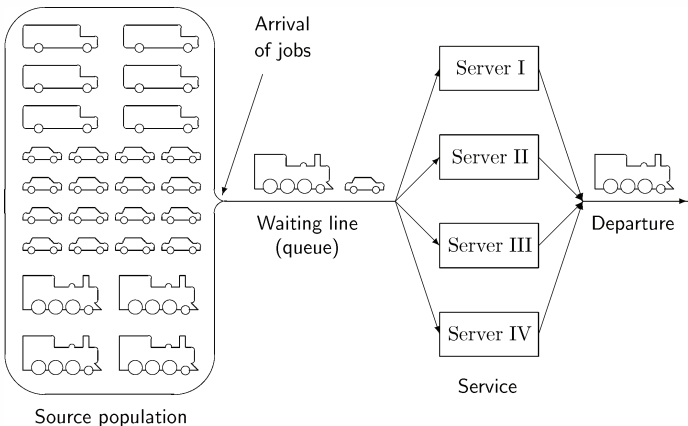 Arrival
of jobs
Server I
Server II
Waiting line
(queue)
Departure
Server III
Server IV
Service
Source population